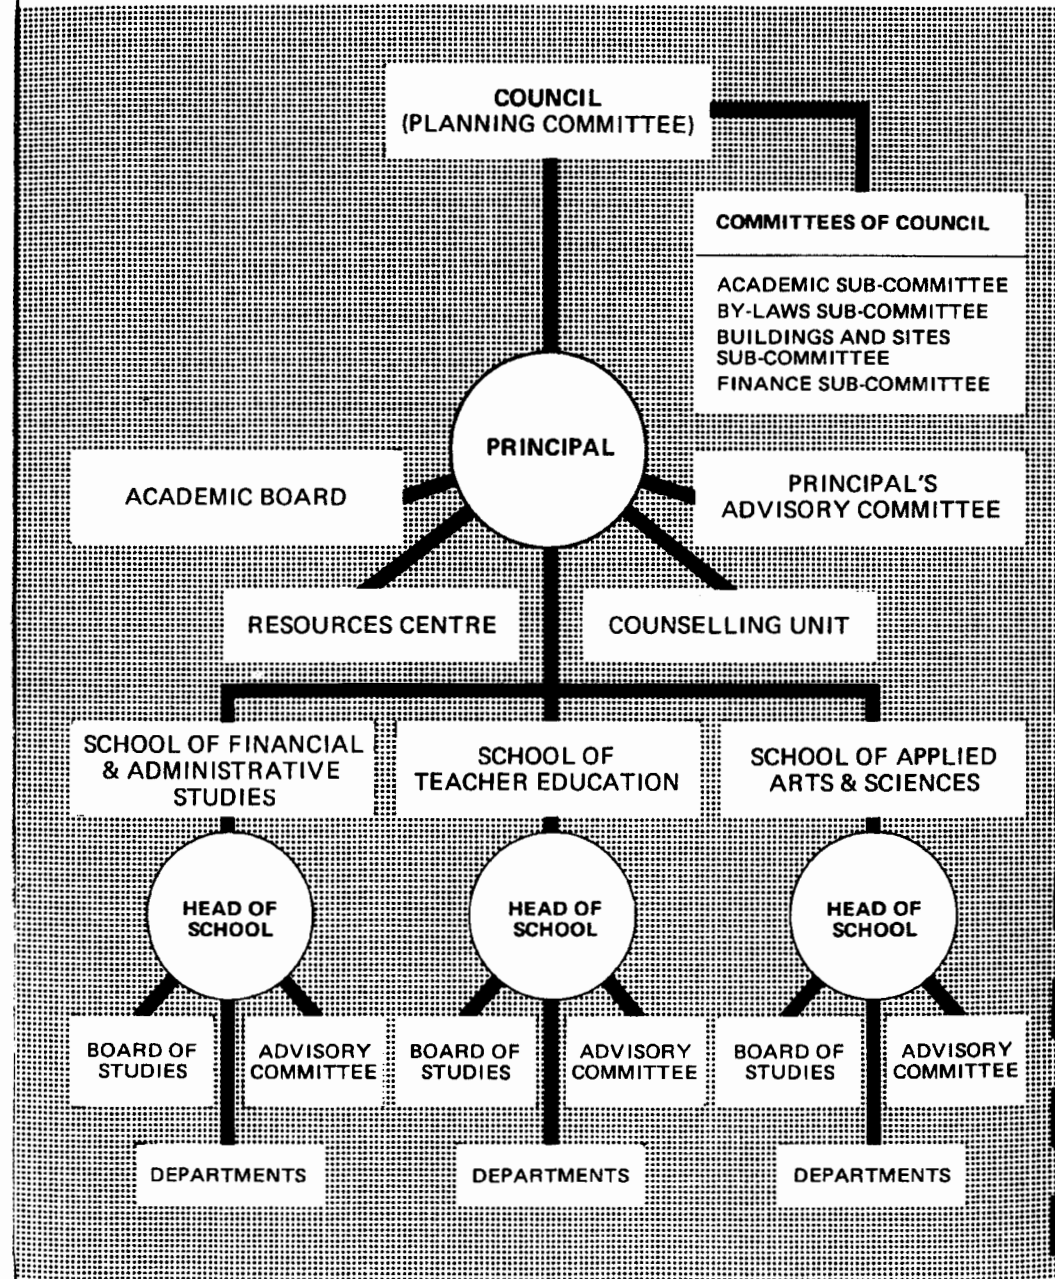 COUNCIL
(PLANNING COMMITTEE)
COMMITTEES OF COUNCIL
ACADEMIC SUB-COMMITTEE
BY-LAWS SUB-COMMITTEE
BUILDINGS AND SITES
SUB-COMMITTEE
FINANCE SUB-COMMITTEE
PRINCIPAL
ACADEMIC BOARD
PRINCIPAL'S
ADVISORY COMMITTEE
RESOURCES CENTRE
COUNSELLING UNIT
SCHOOL OF FINANCIAL
& ADMINISTRATIVE
STUDIES
SCHOOL OF
TEACHER EDUCATION
SCHOOL OF APPLIED
ARTS & SCIENCES
HEAD OF
SCHOOL
HEAD OF
SCHOOL
HEAD OF
SCHOOL
BOARD OF
STUDIES
ADVISORY
COMMITTEE
BOARD OF
STUDIES
ADVISORY
COMMITTEE
BOARD OF
STUDIES
ADVISORY
COMMITTEE
DEPARTMENTS
DEPARTMENTS
DEPARTMENTS